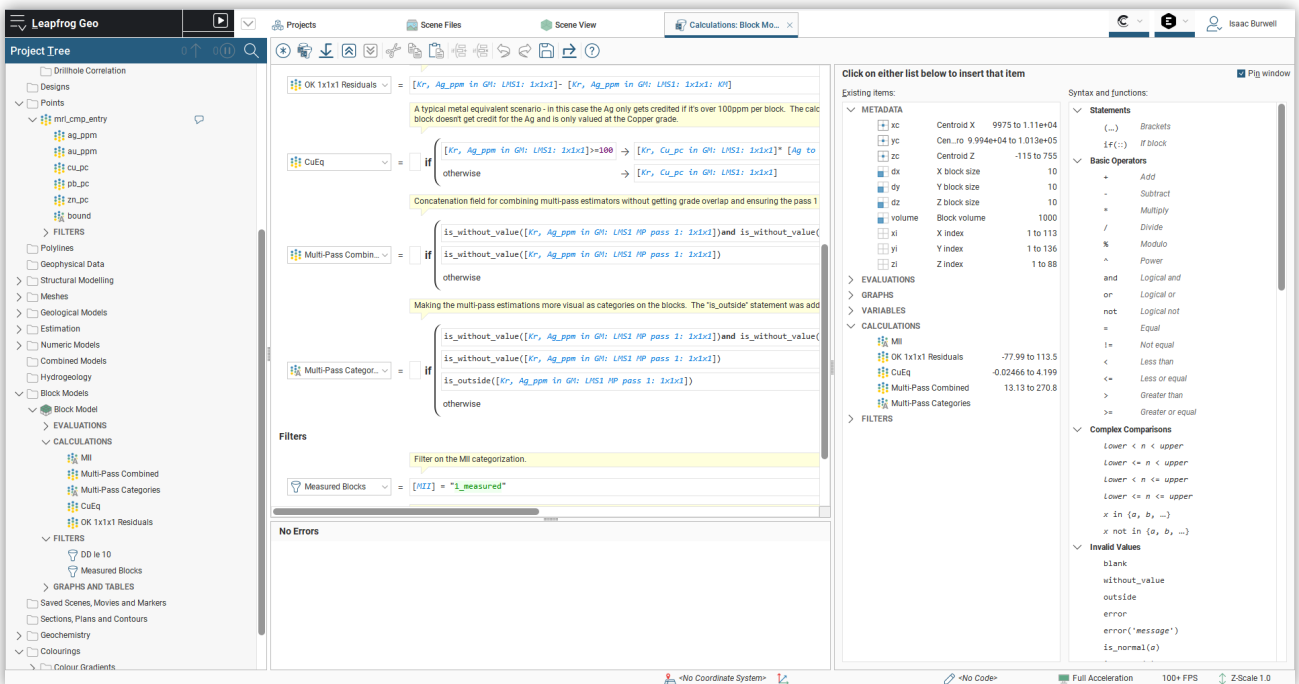 Leapfrog Geo
Projects
Scene Files
Scene View
Calculations: Block Mo...
Isaac Burwell
Project Tree
0
0
Drillhole Correlation
Designs
Points
mrl_cmp_entry
ag_ppm
au_ppm
cu_pc
pb_pc
zn_pc
bound
FILTERS
Polylines
Geophysical Data
Structural Modelling
Meshes
Geological Models
Estimation
Numeric Models
Combined Models
Hydrogeology
Block Models
Block Model
EVALUATIONS
CALCULATIONS
MII
Multi-Pass Combined
Multi-Pass Categories
CuEq
OK 1x1x1 Residuals
FILTERS
DD le 10
Measured Blocks
GRAPHS AND TABLES
Saved Scenes, Movies and Markers
Sections, Plans and Contours
Geochemistry
Colourings
Colour Gradients
OK 1x1x1 Residuals = [Kr, Ag_ppm in GM: LMS1: 1x1x1]- [Kr, Ag_ppm in GM: LMS1: 1x1x1: KM]
A typical metal equivalent scenario - in this case the Ag only gets credited if it's over 100ppm per block. The calc
block doesn't get credit for the Ag and is only valued at the Copper grade.
CuEq = if
[Kr, Ag_ppm in GM: LMS1: 1x1x1]>=100 → [Kr, Cu_pc in GM: LMS1: 1x1x1]* [Ag to
otherwise → [Kr, Cu_pc in GM: LMS1: 1x1x1]
Concatenation field for combining multi-pass estimators without getting grade overlap and ensuring the pass 1
Multi-Pass Combin... = if
is_without_value([Kr, Ag_ppm in GM: LMS1 MP pass 1: 1x1x1])and is_without_value(
is_without_value([Kr, Ag_ppm in GM: LMS1 MP pass 1: 1x1x1])
otherwise
Making the multi-pass estimations more visual as categories on the blocks. The "is_outside" statement was add
Multi-Pass Categor... = if
is_without_value([Kr, Ag_ppm in GM: LMS1 MP pass 1: 1x1x1])and is_without_value(
is_without_value([Kr, Ag_ppm in GM: LMS1 MP pass 1: 1x1x1])
is_outside([Kr, Ag_ppm in GM: LMS1 MP pass 1: 1x1x1])
otherwise
Filters
Filter on the MII categorization.
Measured Blocks = [MII] = "i_measured"
No Errors
Click on either list below to insert that item
Pin window
Existing items:
METADATA
xc Centroid X 9975 to 1.11e+04
yc Cen...ro 9.994e+04 to 1.013e+05
zc Centroid Z -115 to 755
dx X block size 10
dy Y block size 10
dz Z block size 10
volume Block volume 1000
xi X index 1 to 113
yi Y index 1 to 136
zi Z index 1 to 88
EVALUATIONS
GRAPHS
VARIABLES
CALCULATIONS
MII
OK 1x1x1 Residuals -77.99 to 113.5
CuEq -0.02466 to 4.199
Multi-Pass Combined 13.13 to 270.8
Multi-Pass Categories
FILTERS
Syntax and functions:
Statements
(...) Brackets
if(::) If block
Basic Operators
+ Add
- Subtract
* Multiply
/ Divide
% Modulo
^ Power
and Logical and
or Logical or
not Logical not
= Equal
!= Not equal
< Less than
<= Less or equal
> Greater than
>= Greater or equal
Complex Comparisons
lower < n < upper
lower <= n < upper
lower < n <= upper
lower <= n <= upper
x in {a, b, …}
x not in {a, b, …}
Invalid Values
blank
without_value
outside
error
error('message')
is_normal(a)
<No Coordinate System>
<No Code>
Full Acceleration
100+ FPS
Z-Scale 1.0